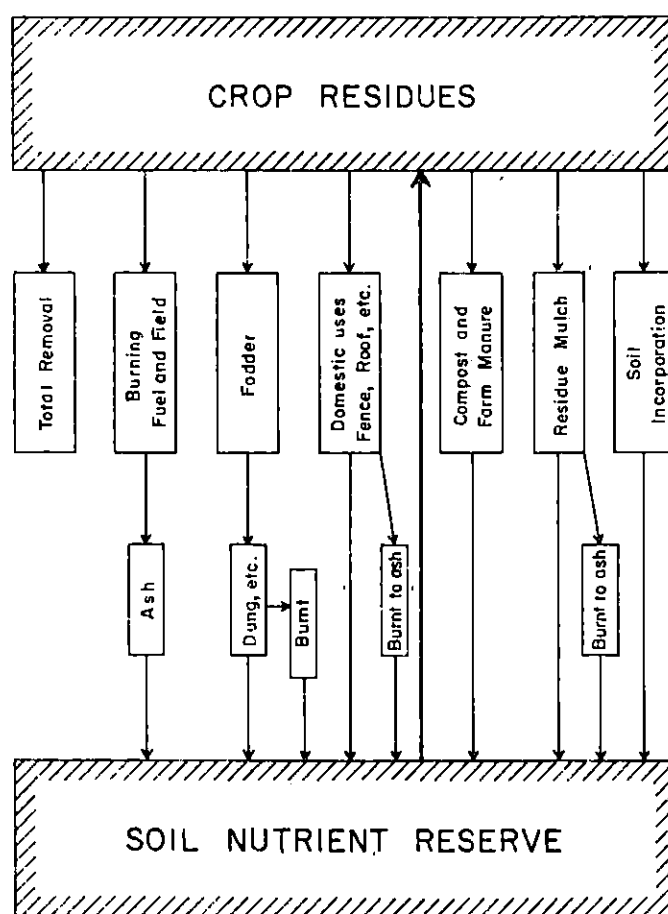 CROP RESIDUES
Total Removal
Burning
Fuel and Field
Fodder
Domestic uses
Fence, Roof, etc.
Compost and
Farm Manure
Residue Mulch
Soil
Incorporation
Ash
Dung, etc.
Burnt
Burnt to ash
Burnt to ash
SOIL NUTRIENT RESERVE